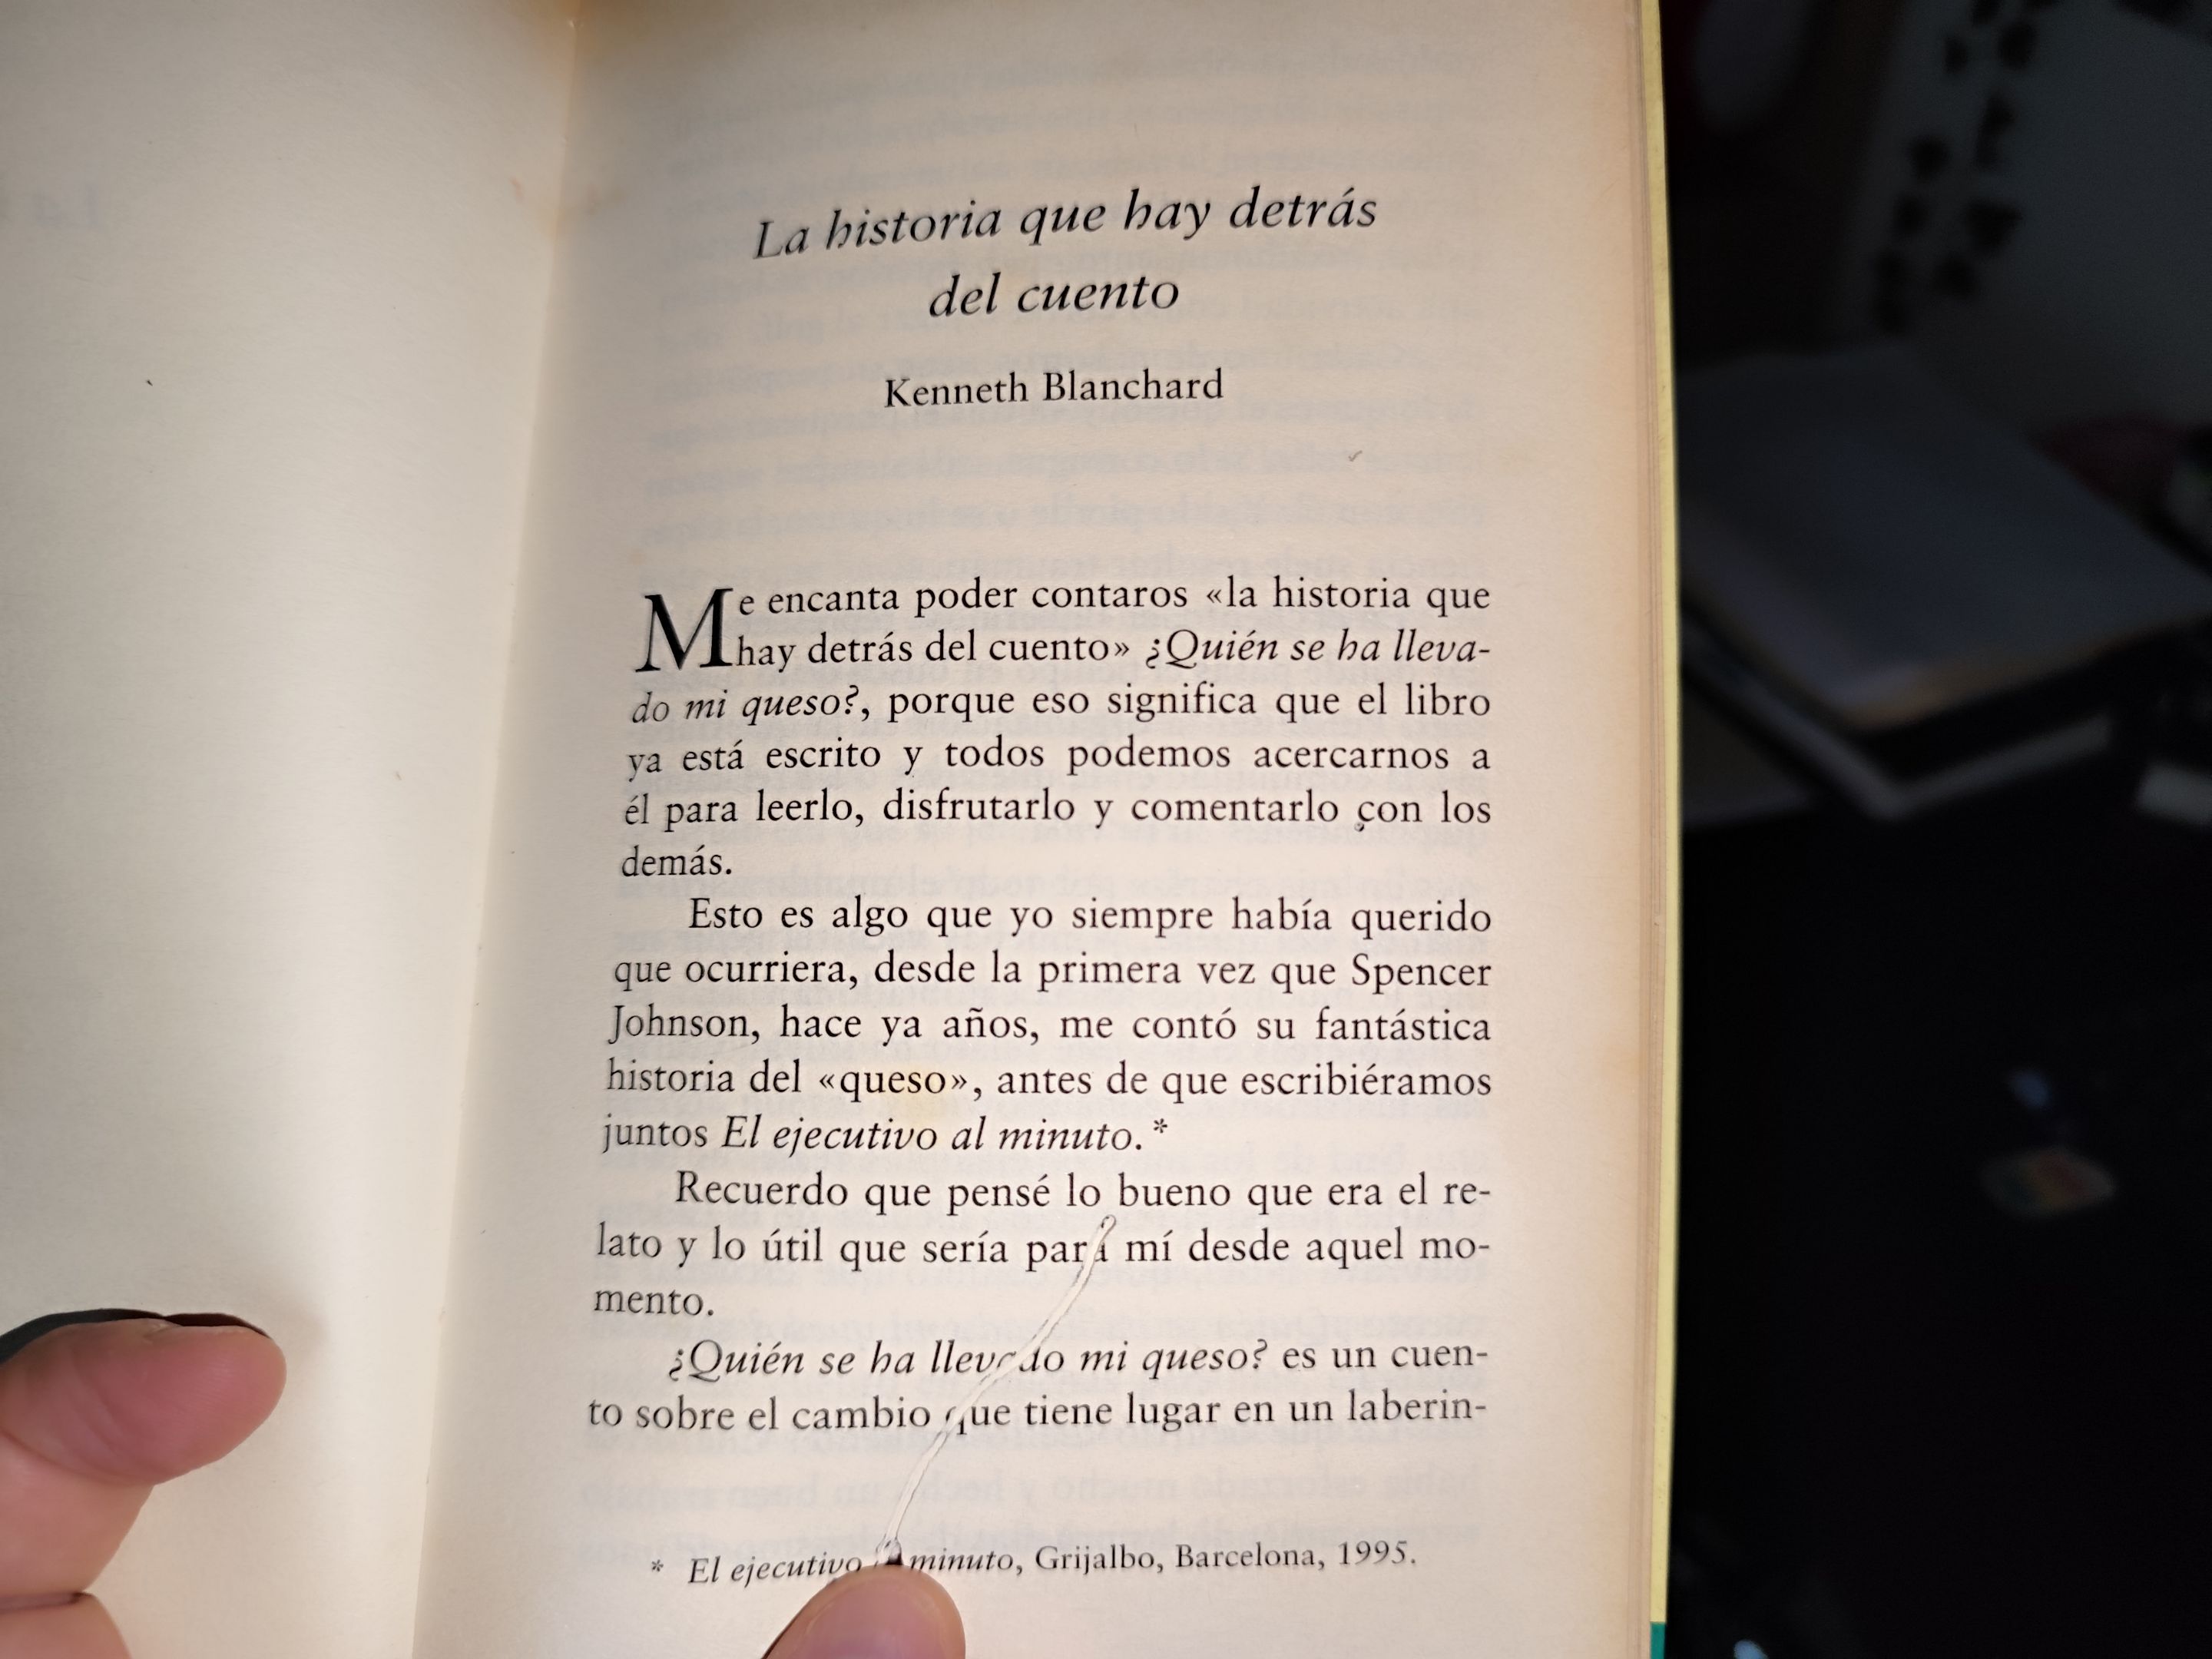 La historia que hay detrás
del cuento
Kenneth Blanchard
Me encanta poder contaros «la historia que
hay detrás del cuento» ¿Quién se ha lleva-
do mi queso?, porque eso significa que el libro
ya está escrito y todos podemos acercarnos a
él para leerlo, disfrutarlo y comentarlo con los
demás.
Esto es algo que yo siempre había querido
que ocurriera, desde la primera vez que Spencer
Johnson, hace ya años, me contó su fantástica
historia del «queso», antes de que escribiéramos
juntos El ejecutivo al minuto.*
Recuerdo que pensé lo bueno que era el re-
lato y lo útil que sería para mí desde aquel mo-
mento.
¿Quién se ha llevado mi queso? es un cuen-
to sobre el cambio que tiene lugar en un laberin-
* El ejecutivo minuto, Grijalbo, Barcelona, 1995.